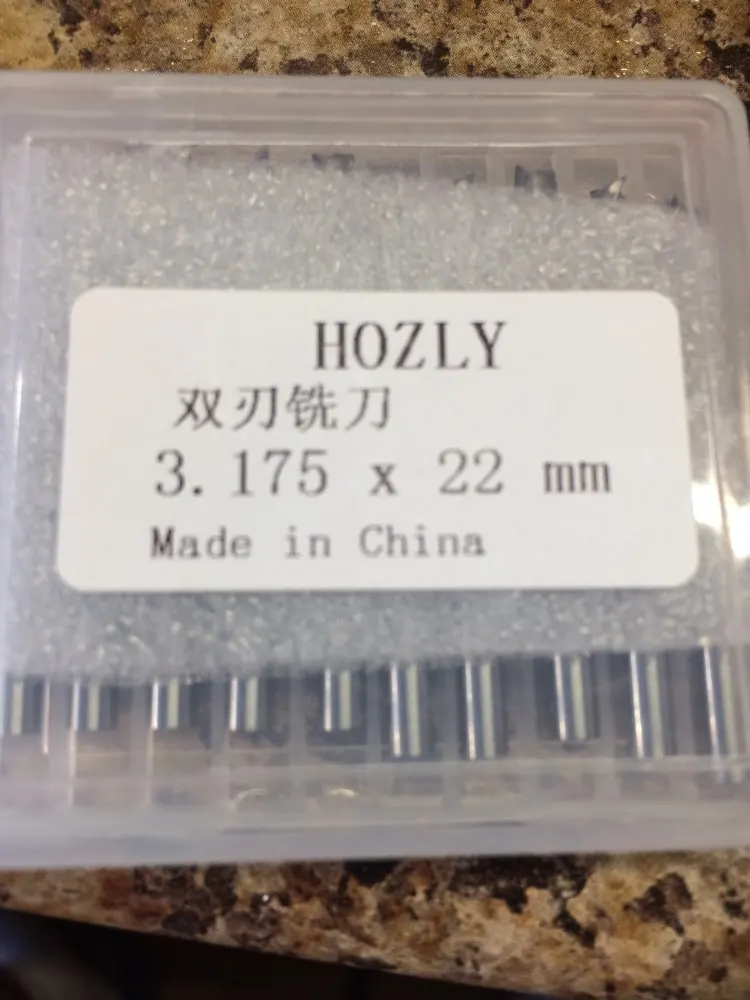 HOZLY
双刃铣刀
3.175 x 22 mm
Made in China